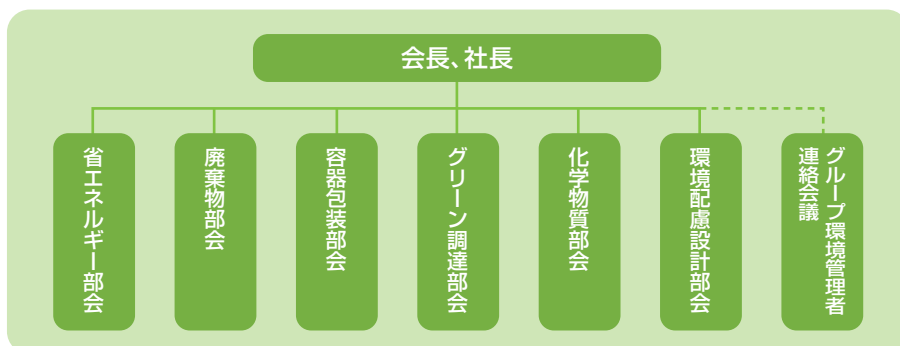 会長、社長
省エネルギー部会
廃棄物部会
容器包装部会
グリーン調達部会
化学物質部会
環境配慮設計部会
グループ環境管理者
連絡会議